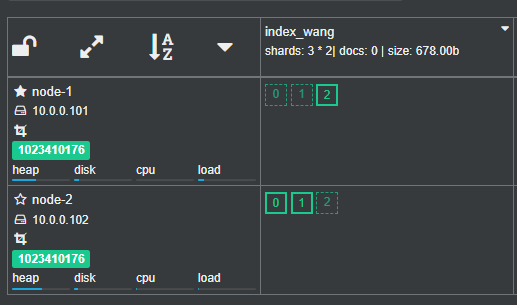 A
Z
index_wang
shards: 3 * 2| docs: 0 | size: 678.00b
node-1
10.0.0.101
1023410176
heap disk cpu load
0 1 2
node-2
10.0.0.102
1023410176
heap disk cpu load
0 1 2